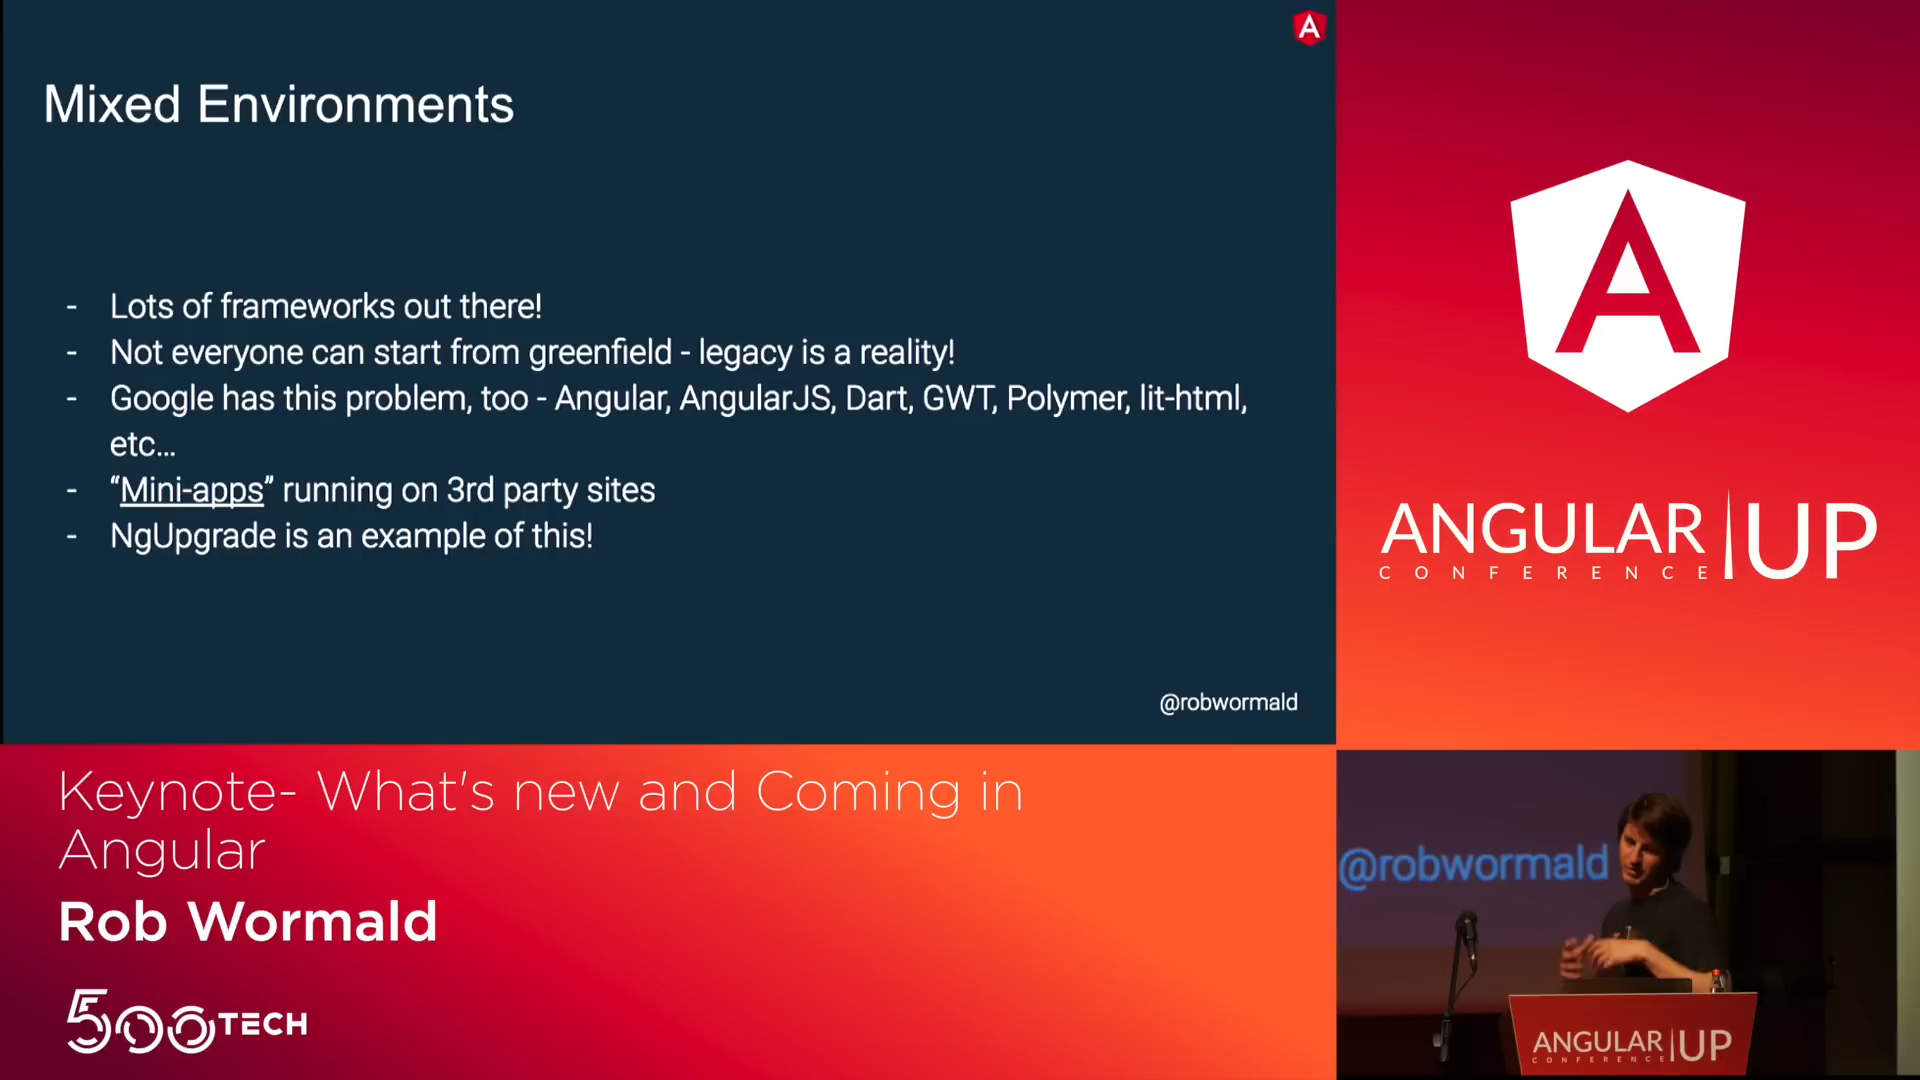 Mixed Environments
- Lots of frameworks out there!
- Not everyone can start from greenfield - legacy is a reality!
- Google has this problem, too - Angular, AngularJS, Dart, GWT, Polymer, lit-html,
etc...
- “Mini-apps” running on 3rd party sites
- NgUpgrade is an example of this!
@robwormald
A
ANGULAR UP
CONFERENCE
Keynote- What's new and Coming in
Angular
Rob Wormald
500TECH
@robwormald
ANGULAR UP
CONFERENCE